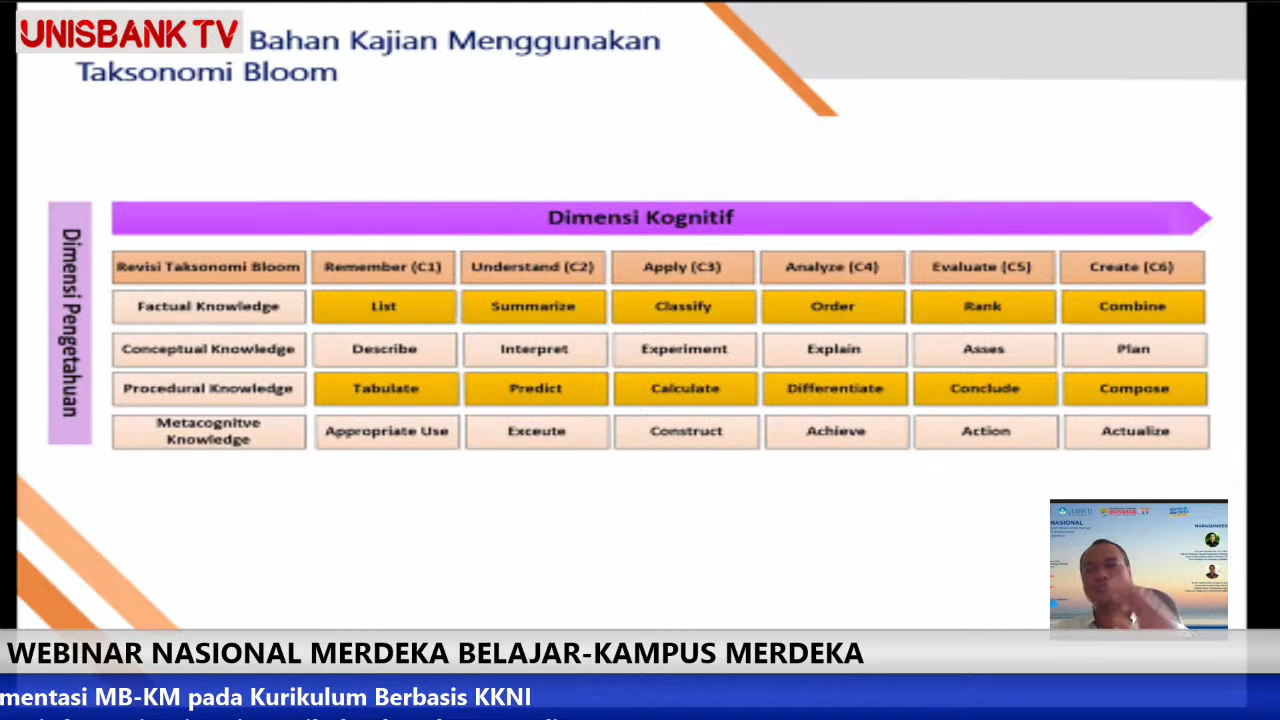 UNISBANK TV
Bahan Kajian Menggunakan
Taksonomi Bloom
Dimensi Kognitif
Dimensi Pengetahuan
Revisi Taksonomi Bloom Remember (C1) Understand (C2) Apply (C3) Analyze (C4) Evaluate (C5) Create (C6)
Factual Knowledge List Summarize Classify Order Rank Combine
Conceptual Knowledge Describe Interpret Experiment Explain Asses Plan
Procedural Knowledge Tabulate Predict Calculate Differentiate Conclude Compose
Metacognitve
Knowledge Appropriate Use Exceute Construct Achieve Action Actualize
NASIONAL
UNISBANK
WEBINAR NASIONAL MERDEKA BELAJAR-KAMPUS MERDEKA
mentasi MB-KM pada Kurikulum Berbasis KKNI